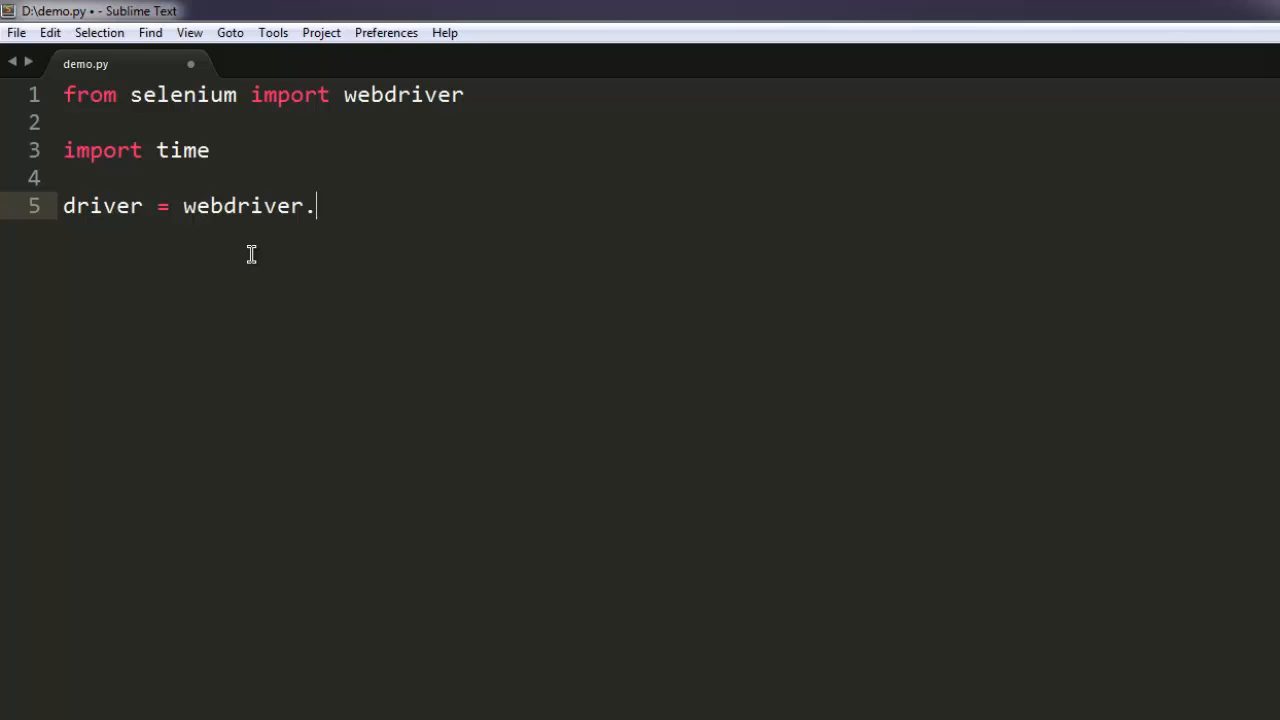 D:\demo.py • - Sublime Text
File Edit Selection Find View Goto Tools Project Preferences Help
demo.py
1 from selenium import webdriver
2
3 import time
4
5 driver = webdriver.